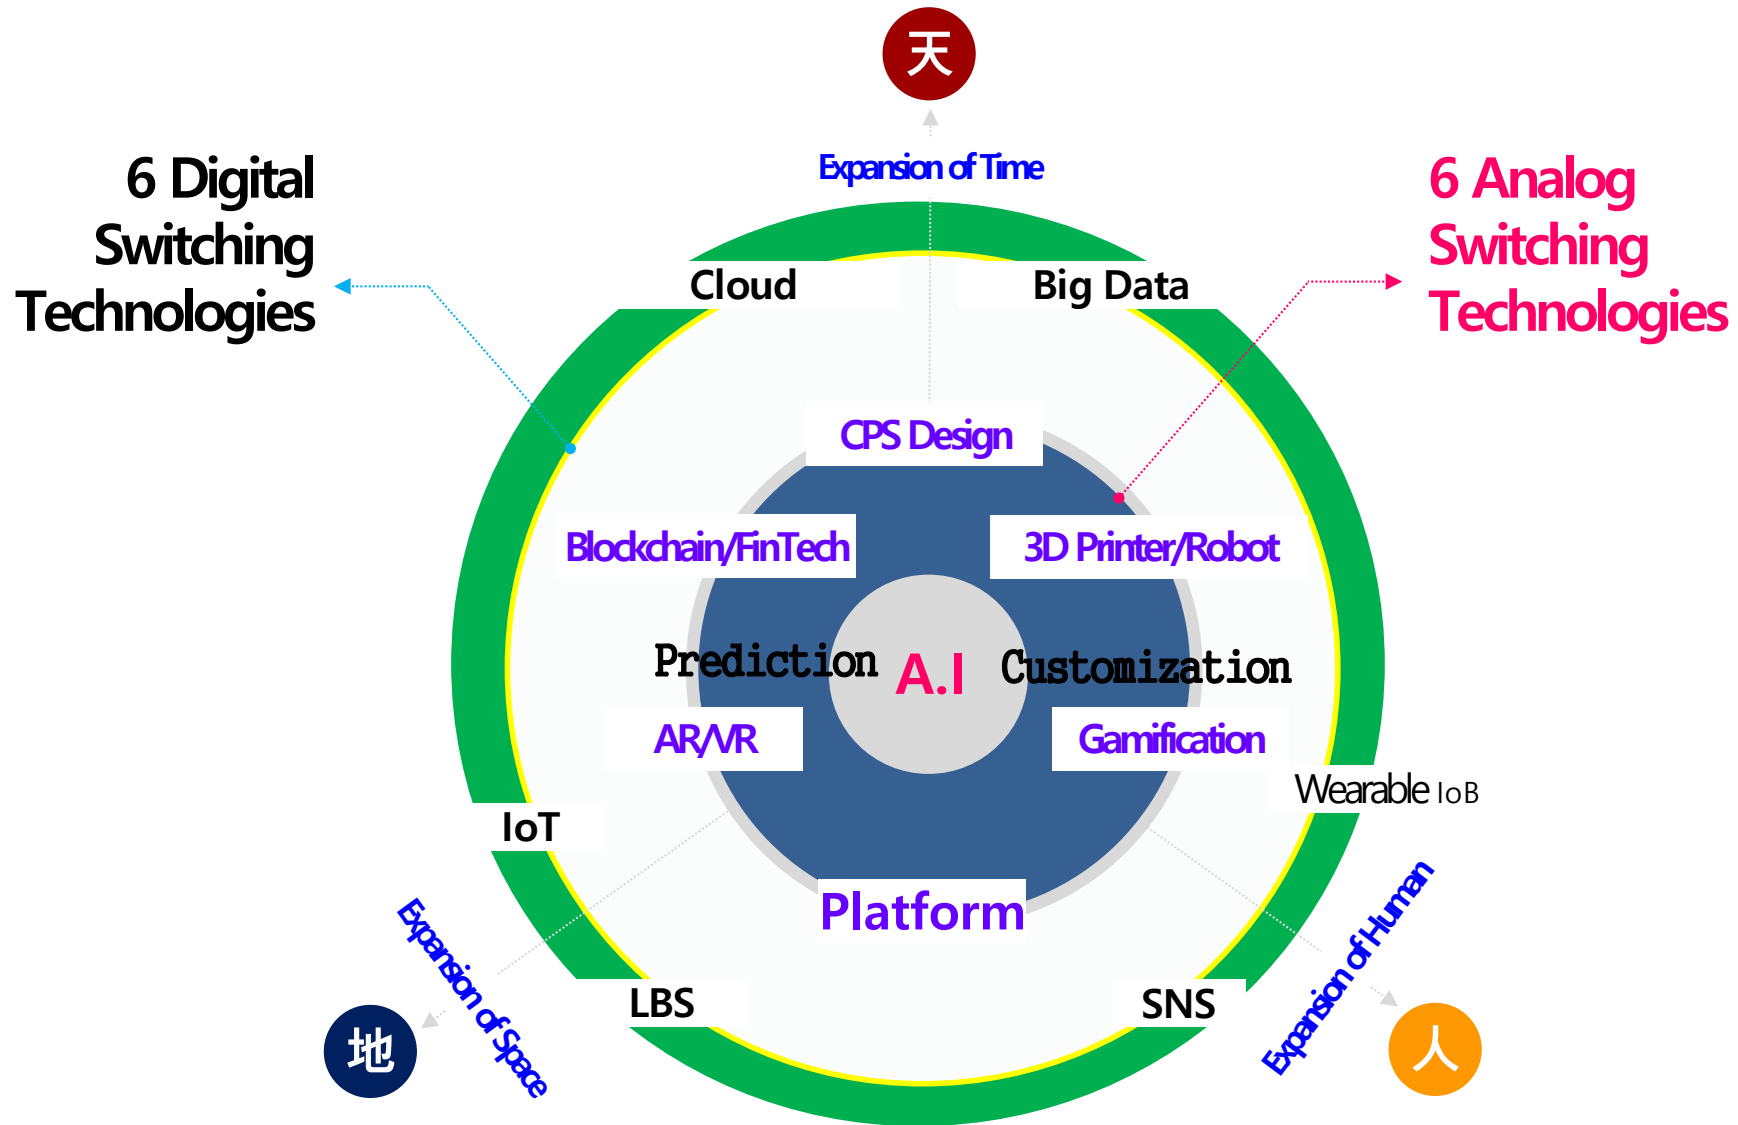 天
Expansion of Time
6 Digital
Switching
Technologies
6 Analog
Switching
Technologies
Cloud
Big Data
CPS Design
Blockchain/FinTech
3D Printer/Robot
Prediction
A.I
Customization
AR/VR
Gamification
Wearable IoB
IoT
Platform
Expansion of Space
Expansion of Human
LBS
SNS
地
人